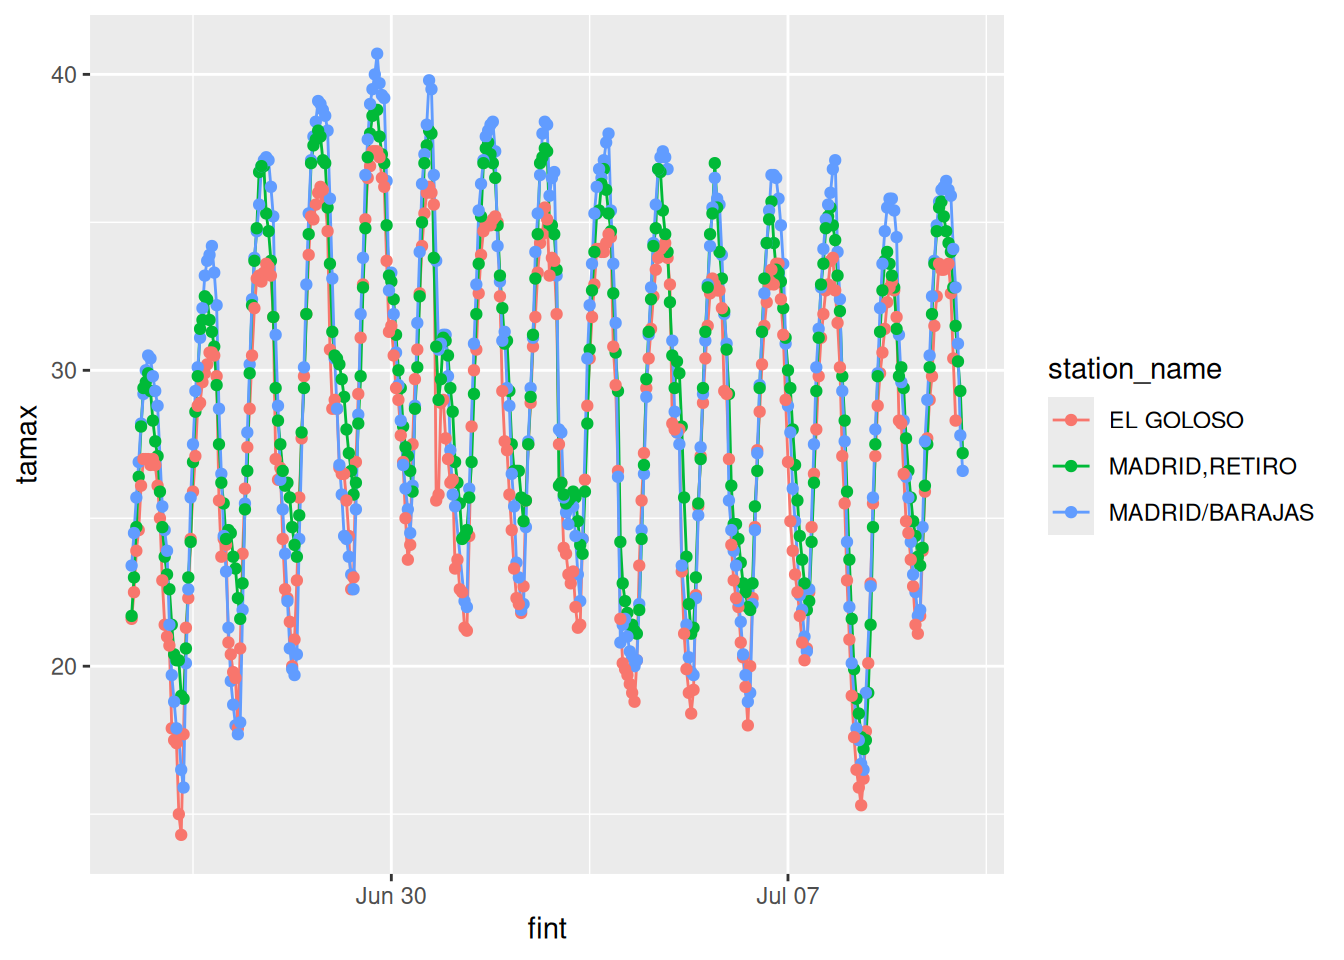 40
30
20
tamax
Jun 30
Jul 07
fint
station_name
EL GOLOSO
MADRID,RETIRO
MADRID/BARAJAS